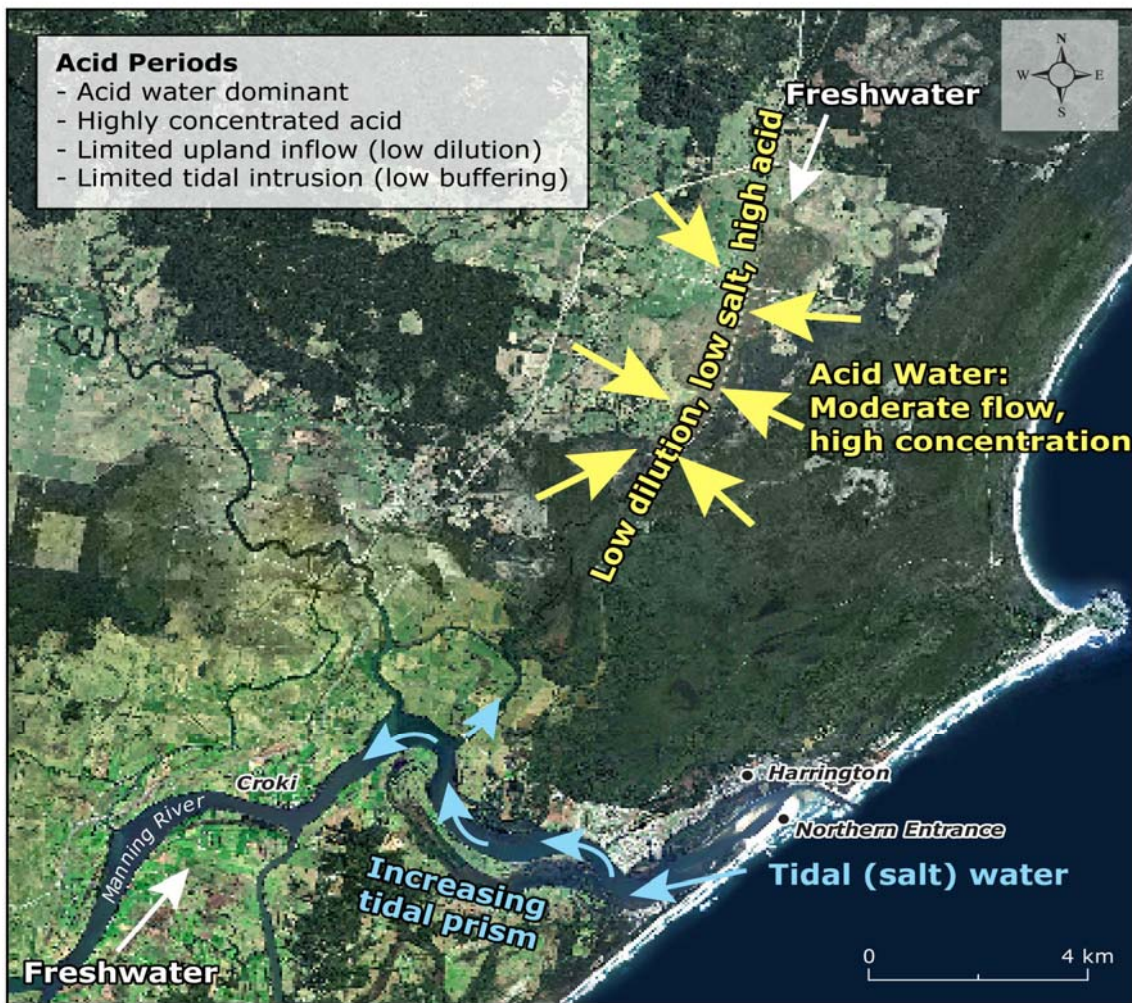 Acid Periods
- Acid water dominant
- Highly concentrated acid
- Limited upland inflow (low dilution)
- Limited tidal intrusion (low buffering)
N
W E
S
Freshwater
Low dilution, low salt, high acid
Acid Water:
Moderate flow,
high concentration
Croki
Manning River
Harrington
Northern Entrance
Tidal (salt) water
Increasing
tidal prism
Freshwater
0 4 km